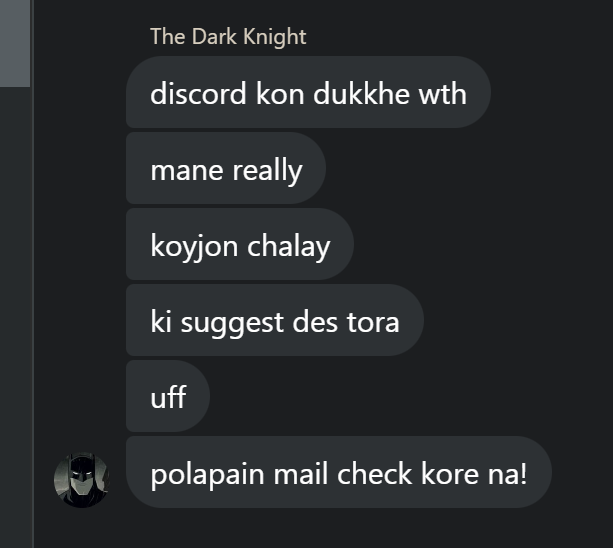 The Dark Knight
discord kon dukkhe wth
mane really
koyjon chalay
ki suggest des tora
uff
polapain mail check kore na!